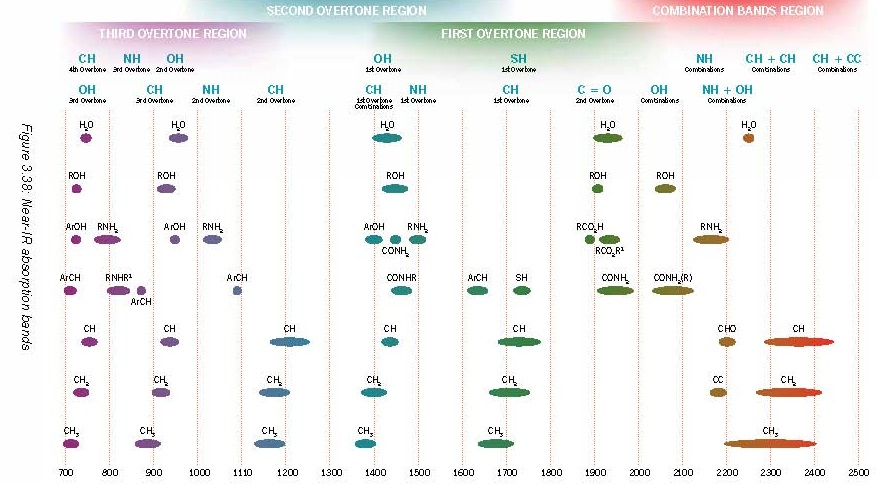 SECOND OVERTONE REGION COMBINATION BANDS REGION
THIRD OVERTONE REGION FIRST OVERTONE REGION
CH NH OH OH SH NH CH + CH CH + CC
4th Overtone 3rd Overtone 2nd Overtone 1st Overtone 1st Overtone Combinations Combinations Combinations
OH CH NH CH CH NH CH C = O OH NH + OH
3rd Overtone 3rd Overtone 2nd Overtone 2nd Overtone 1st Overtone 1st Overtone 1st Overtone 2nd Overtone Combinations Combinations
Combinations
H2O H2O H2O H2O H2O
ROH ROH ROH ROH ROH
ArOH RNH2 ArOH RNH2 ArOH RNH2 RCO2H RNH2
CONH2 RCO2R¹
ArCH RNHR¹ ArCH CONHR ArCH SH CONH2 CONH2(R)
ArCH
CH CH CH CH CH CHO CH
CH2 CH2 CH2 CH2 CH2 CC CH2
CH3 CH3 CH3 CH3 CH3 CH3
700 800 900 1000 1110 1200 1300 1400 1500 1600 1700 1800 1900 2000 2100 2200 2300 2400 2500
Figure 3.38: Near-IR absorption bands